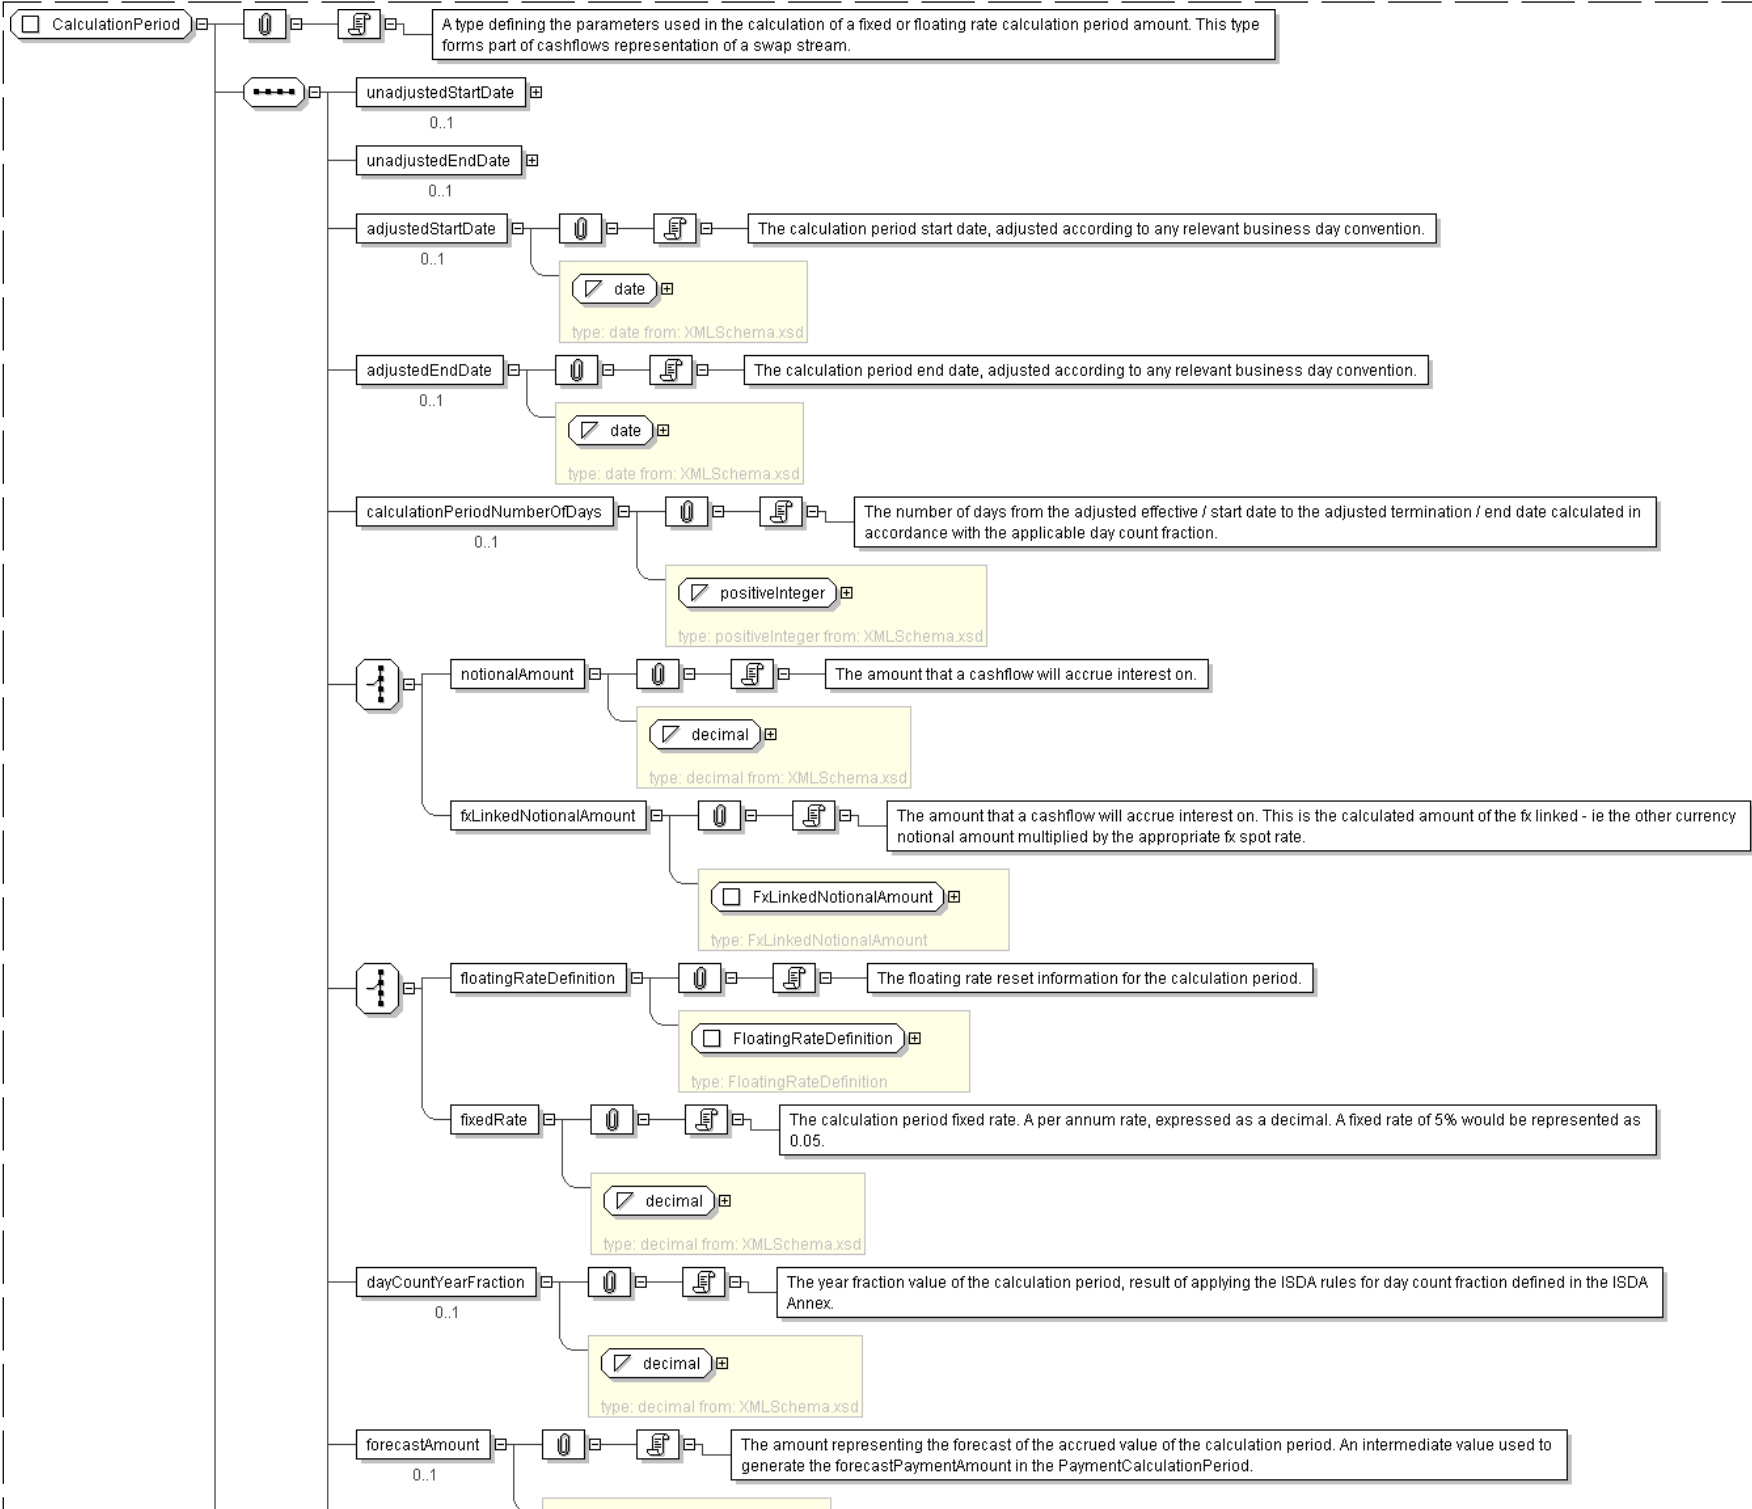 CalculationPeriod
A type defining the parameters used in the calculation of a fixed or floating rate calculation period amount. This type
forms part of cashflows representation of a swap stream.
unadjustedStartDate
0..1
unadjustedEndDate
0..1
adjustedStartDate
The calculation period start date, adjusted according to any relevant business day convention.
0..1
date
type: date from: XMLSchema.xsd
adjustedEndDate
The calculation period end date, adjusted according to any relevant business day convention.
0..1
date
type: date from: XMLSchema.xsd
calculationPeriodNumberOfDays
The number of days from the adjusted effective / start date to the adjusted termination / end date calculated in
accordance with the applicable day count fraction.
0..1
positiveInteger
type: positiveInteger from: XMLSchema.xsd
notionalAmount
The amount that a cashflow will accrue interest on.
decimal
type: decimal from: XMLSchema.xsd
fxLinkedNotionalAmount
The amount that a cashflow will accrue interest on. This is the calculated amount of the fx linked - ie the other currency
notional amount multiplied by the appropriate fx spot rate.
FxLinkedNotionalAmount
type: FxLinkedNotionalAmount
floatingRateDefinition
The floating rate reset information for the calculation period.
FloatingRateDefinition
type: FloatingRateDefinition
fixedRate
The calculation period fixed rate. A per annum rate, expressed as a decimal. A fixed rate of 5% would be represented as
0.05.
decimal
type: decimal from: XMLSchema.xsd
dayCountYearFraction
The year fraction value of the calculation period, result of applying the ISDA rules for day count fraction defined in the ISDA
Annex.
0..1
decimal
type: decimal from: XMLSchema.xsd
forecastAmount
The amount representing the forecast of the accrued value of the calculation period. An intermediate value used to
generate the forecastPaymentAmount in the PaymentCalculationPeriod.
0..1